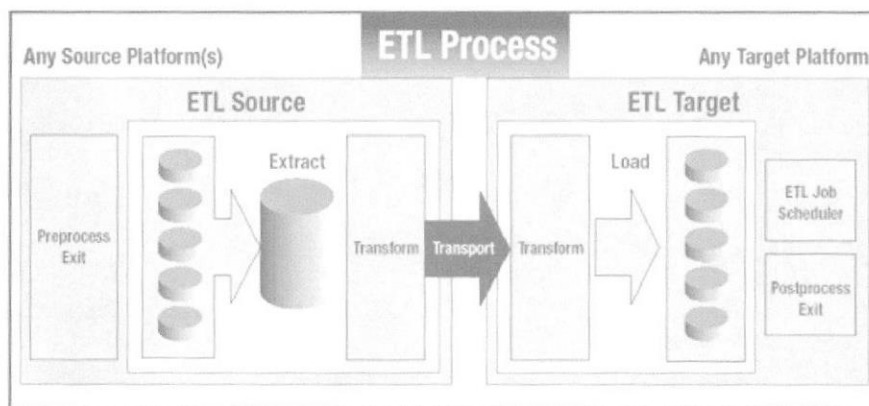 ETL Process
Any Source Platform(s)
Any Target Platform
ETL Source
ETL Target
Preprocess
Exit
Extract
Transform
Transport
Transform
Load
ETL Job
Scheduler
Postprocess
Exit